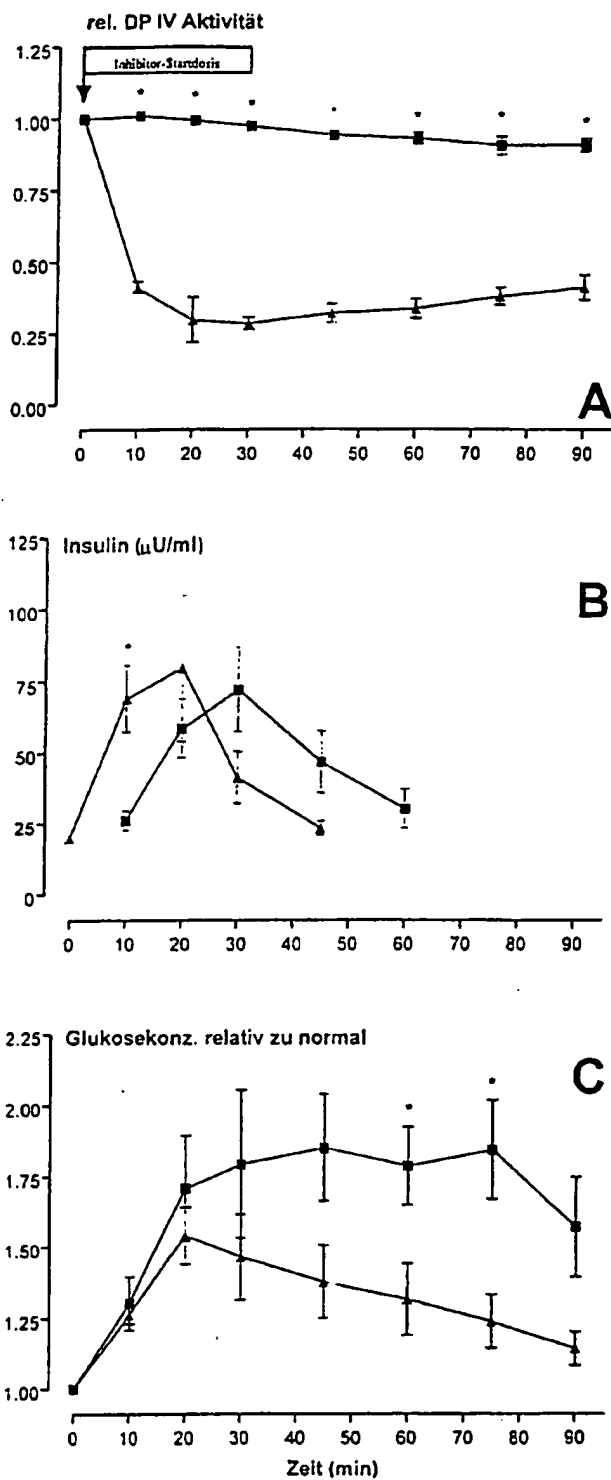 rel. DP IV Aktivität
1.25
Inhibitor-Startdosis
1.00
0.75
0.50
0.25
0.00
A
0 10 20 30 40 50 60 70 80 90
125
Insulin (μU/ml)
B
100
75
50
25
0
0 10 20 30 40 50 60 70 80 90
2.25
Glukosekonz. relativ zu normal
C
2.00
1.75
1.50
1.25
1.00
0 10 20 30 40 50 60 70 80 90
Zeit (min)